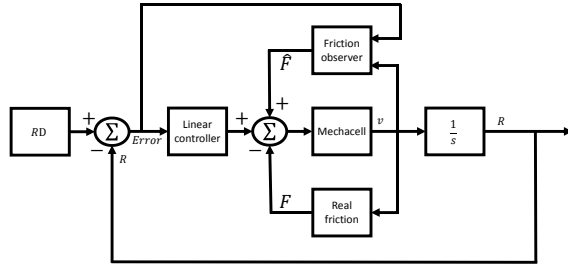 Friction
observer
F̂
+
RD
+
Σ
−
Error
R
Linear
controller
+
Σ
−
Mechacell
v
1
s
R
F
Real
friction